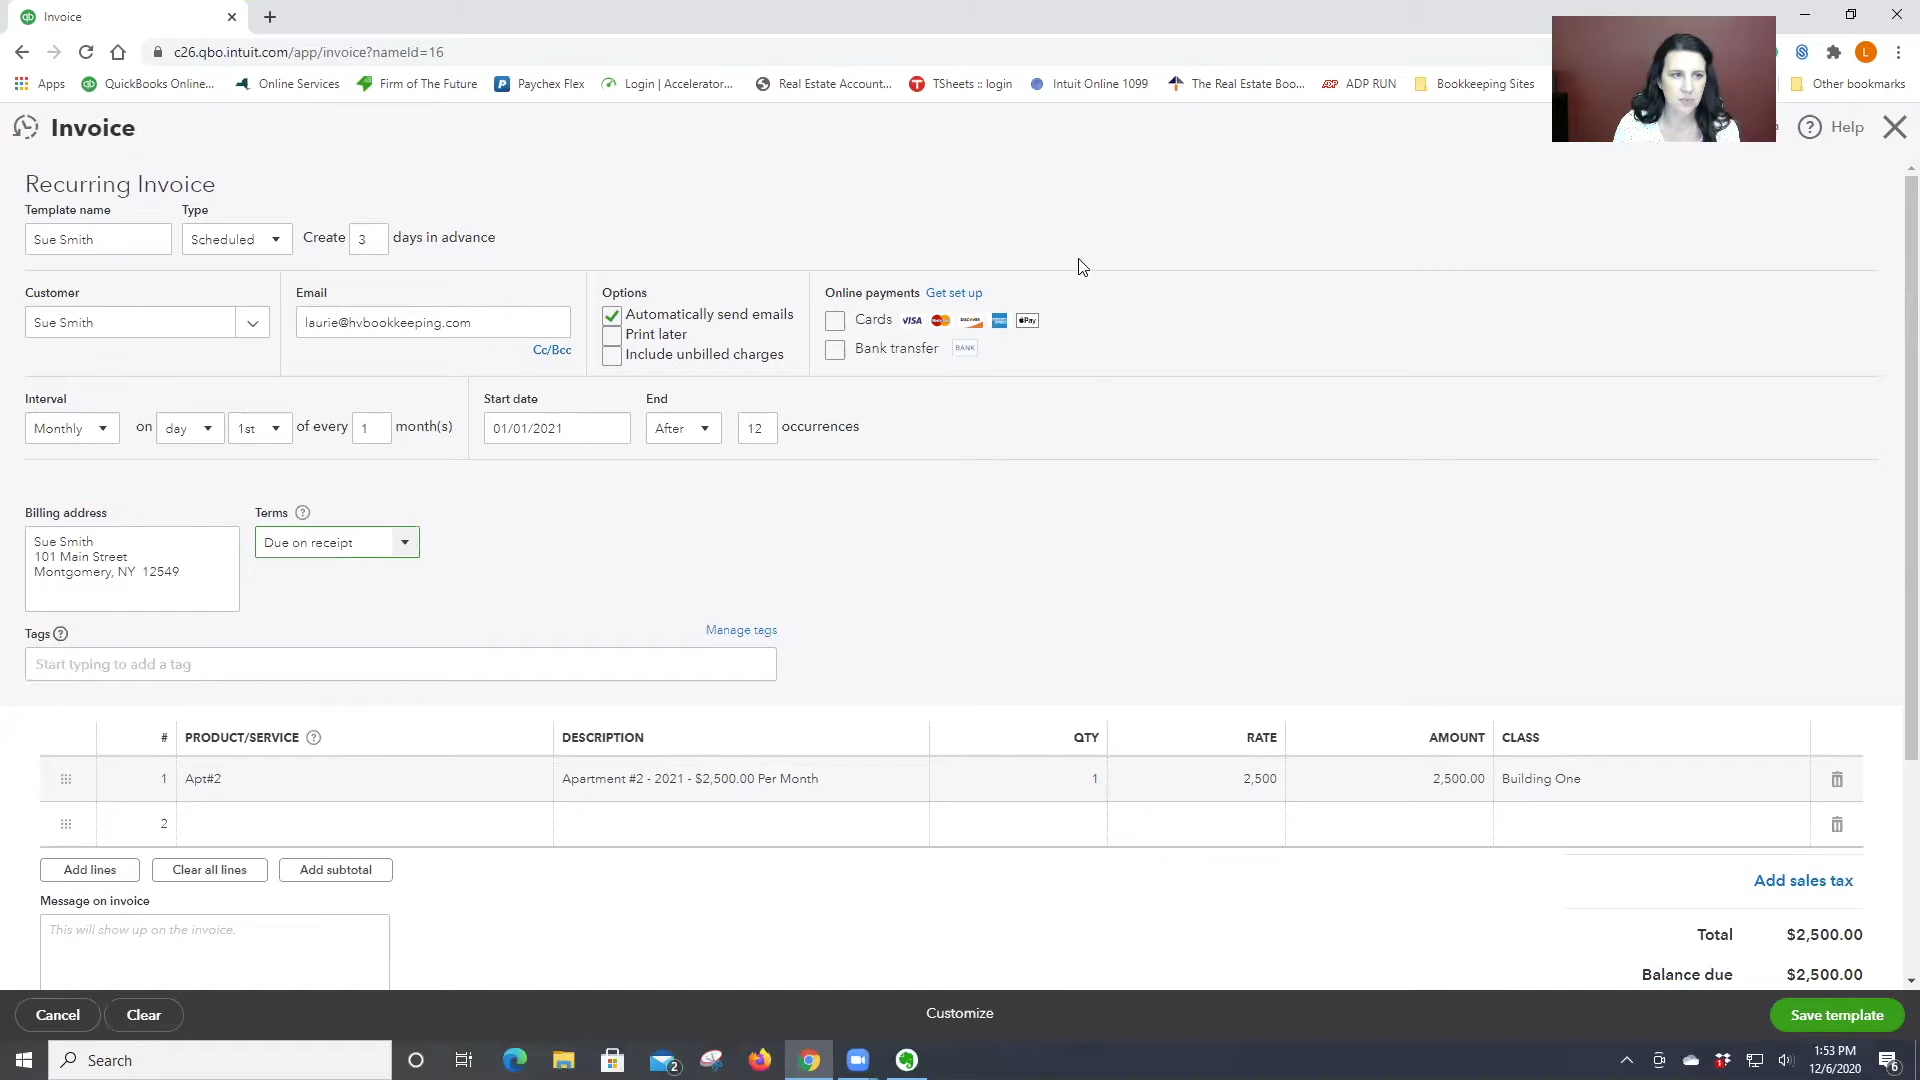 Invoice
c26.qbo.intuit.com/app/invoice?nameId=16
L
Apps QuickBooks Online... Online Services Firm of The Future Paychex Flex Login | Accelerator... Real Estate Account... TSheets :: login Intuit Online 1099 The Real Estate Boo... ADP RUN Bookkeeping Sites Other bookmarks
Invoice
Help
Recurring Invoice
Template name Type
Sue Smith Scheduled Create 3 days in advance
Customer Email Options Online payments Get set up
Sue Smith laurie@hvbookkeeping.com Automatically send emails Cards VISA DISCOVER Pay
Print later
Cc/Bcc Include unbilled charges Bank transfer BANK
Interval Start date End
Monthly on day 1st of every 1 month(s) 01/01/2021 After 12 occurrences
Billing address Terms ?
Sue Smith Due on receipt
101 Main Street
Montgomery, NY 12549
Tags ? Manage tags
Start typing to add a tag
# PRODUCT/SERVICE ? DESCRIPTION QTY RATE AMOUNT CLASS
1 Apt#2 Apartment #2 - 2021 - $2,500.00 Per Month 1 2,500 2,500.00 Building One
2
Add lines Clear all lines Add subtotal
Add sales tax
Message on invoice
This will show up on the invoice.
Total $2,500.00
Balance due $2,500.00
Cancel Clear Customize Save template
Search 2 1:53 PM
12/6/2020 6